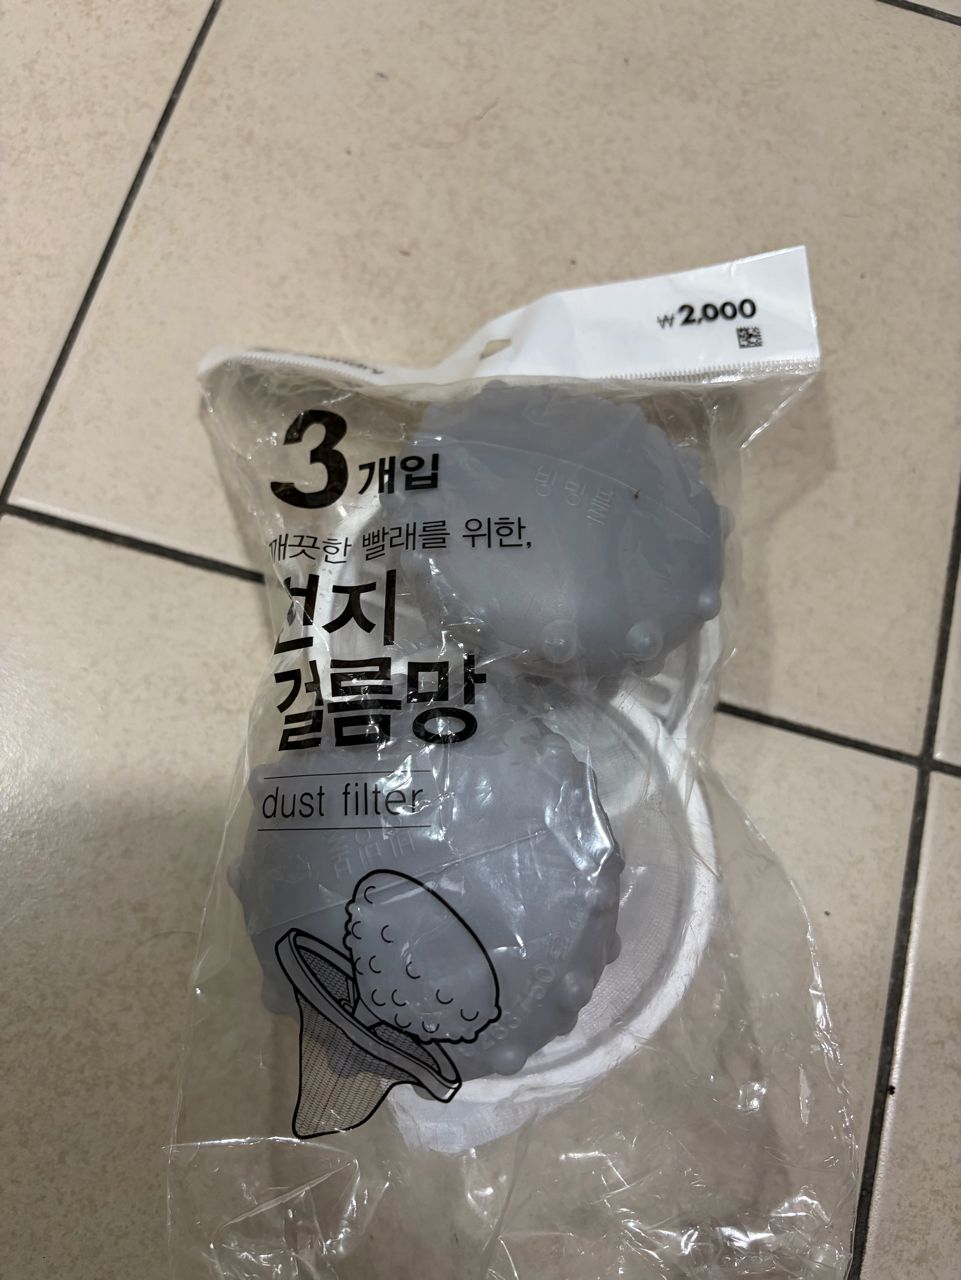 ₩2,000
3개입
깨끗한 빨래를 위한,
먼지
걸름망
dust filter